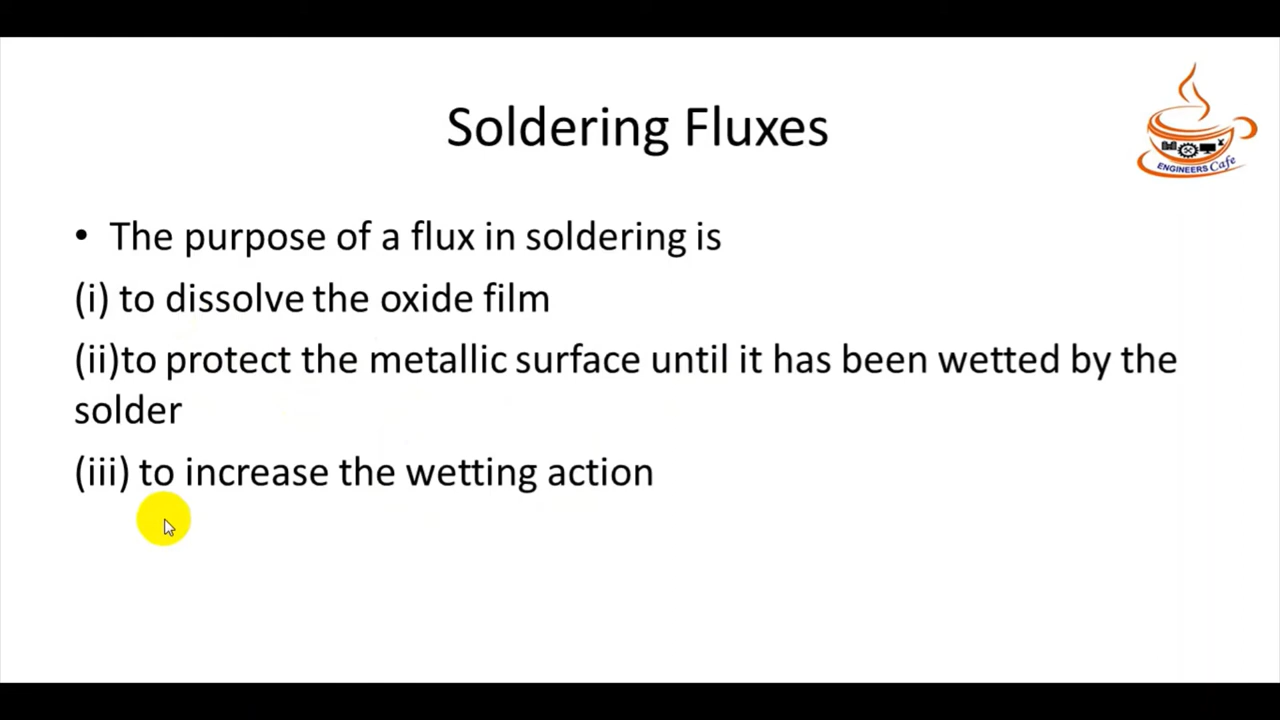 Soldering Fluxes
ENGINEERS Cafe
• The purpose of a flux in soldering is
(i) to dissolve the oxide film
(ii)to protect the metallic surface until it has been wetted by the
solder
(iii) to increase the wetting action